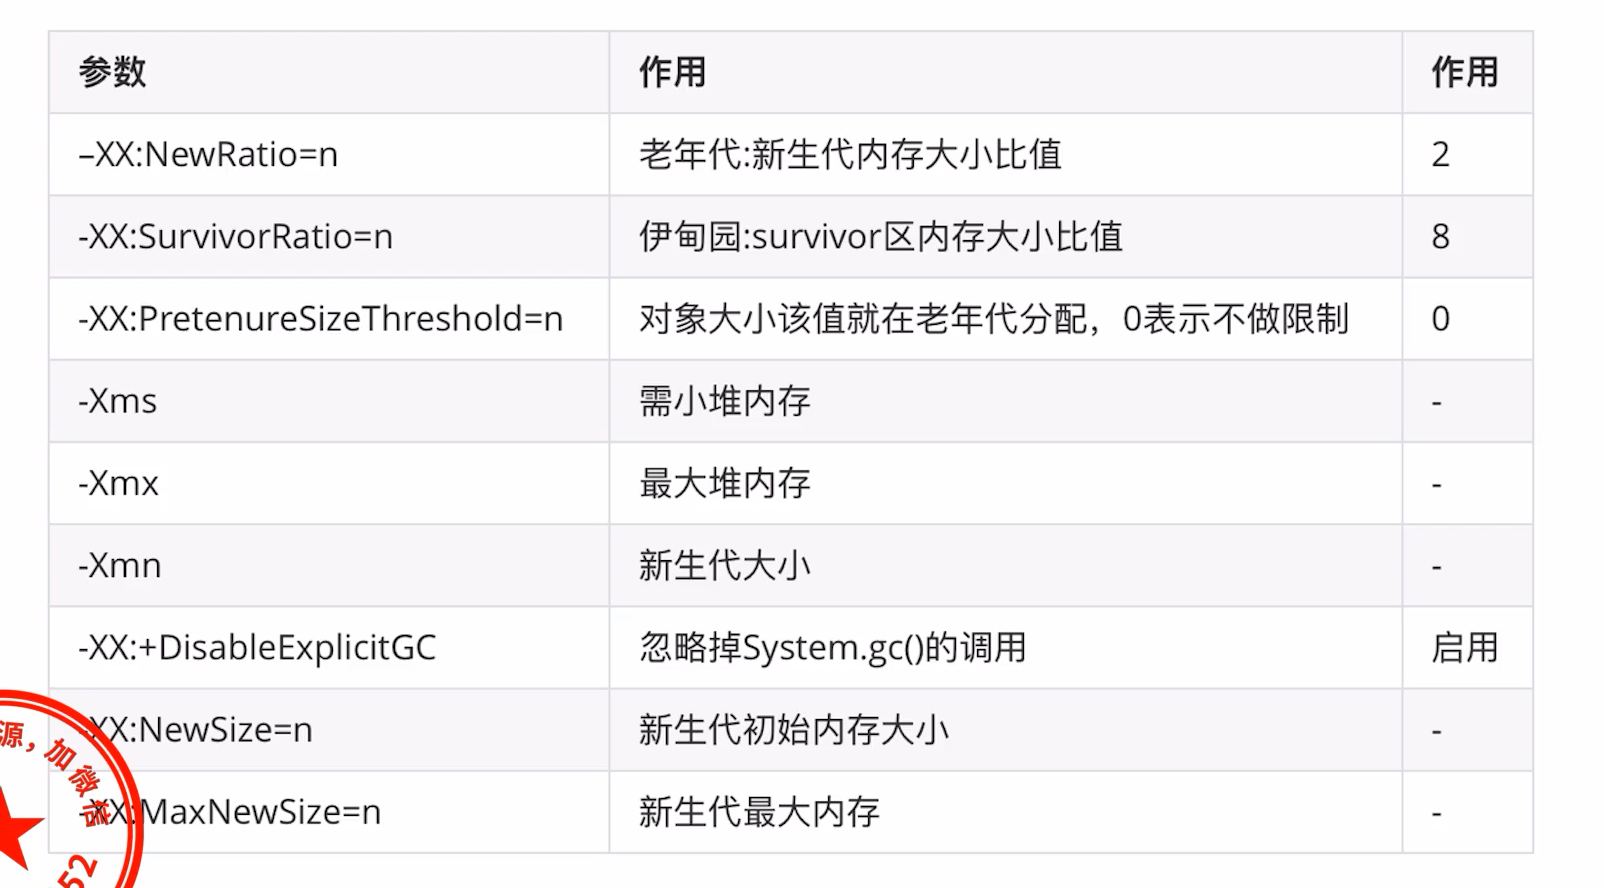 参数 作用 作用
–XX:NewRatio=n 老年代:新生代内存大小比值 2
-XX:SurvivorRatio=n 伊甸园:survivor区内存大小比值 8
-XX:PretenureSizeThreshold=n 对象大小该值就在老年代分配，0表示不做限制 0
-Xms 需小堆内存 -
-Xmx 最大堆内存 -
-Xmn 新生代大小 -
-XX:+DisableExplicitGC 忽略掉System.gc()的调用 启用
-XX:NewSize=n 新生代初始内存大小 -
-XX:MaxNewSize=n 新生代最大内存 -
源，加微信
52